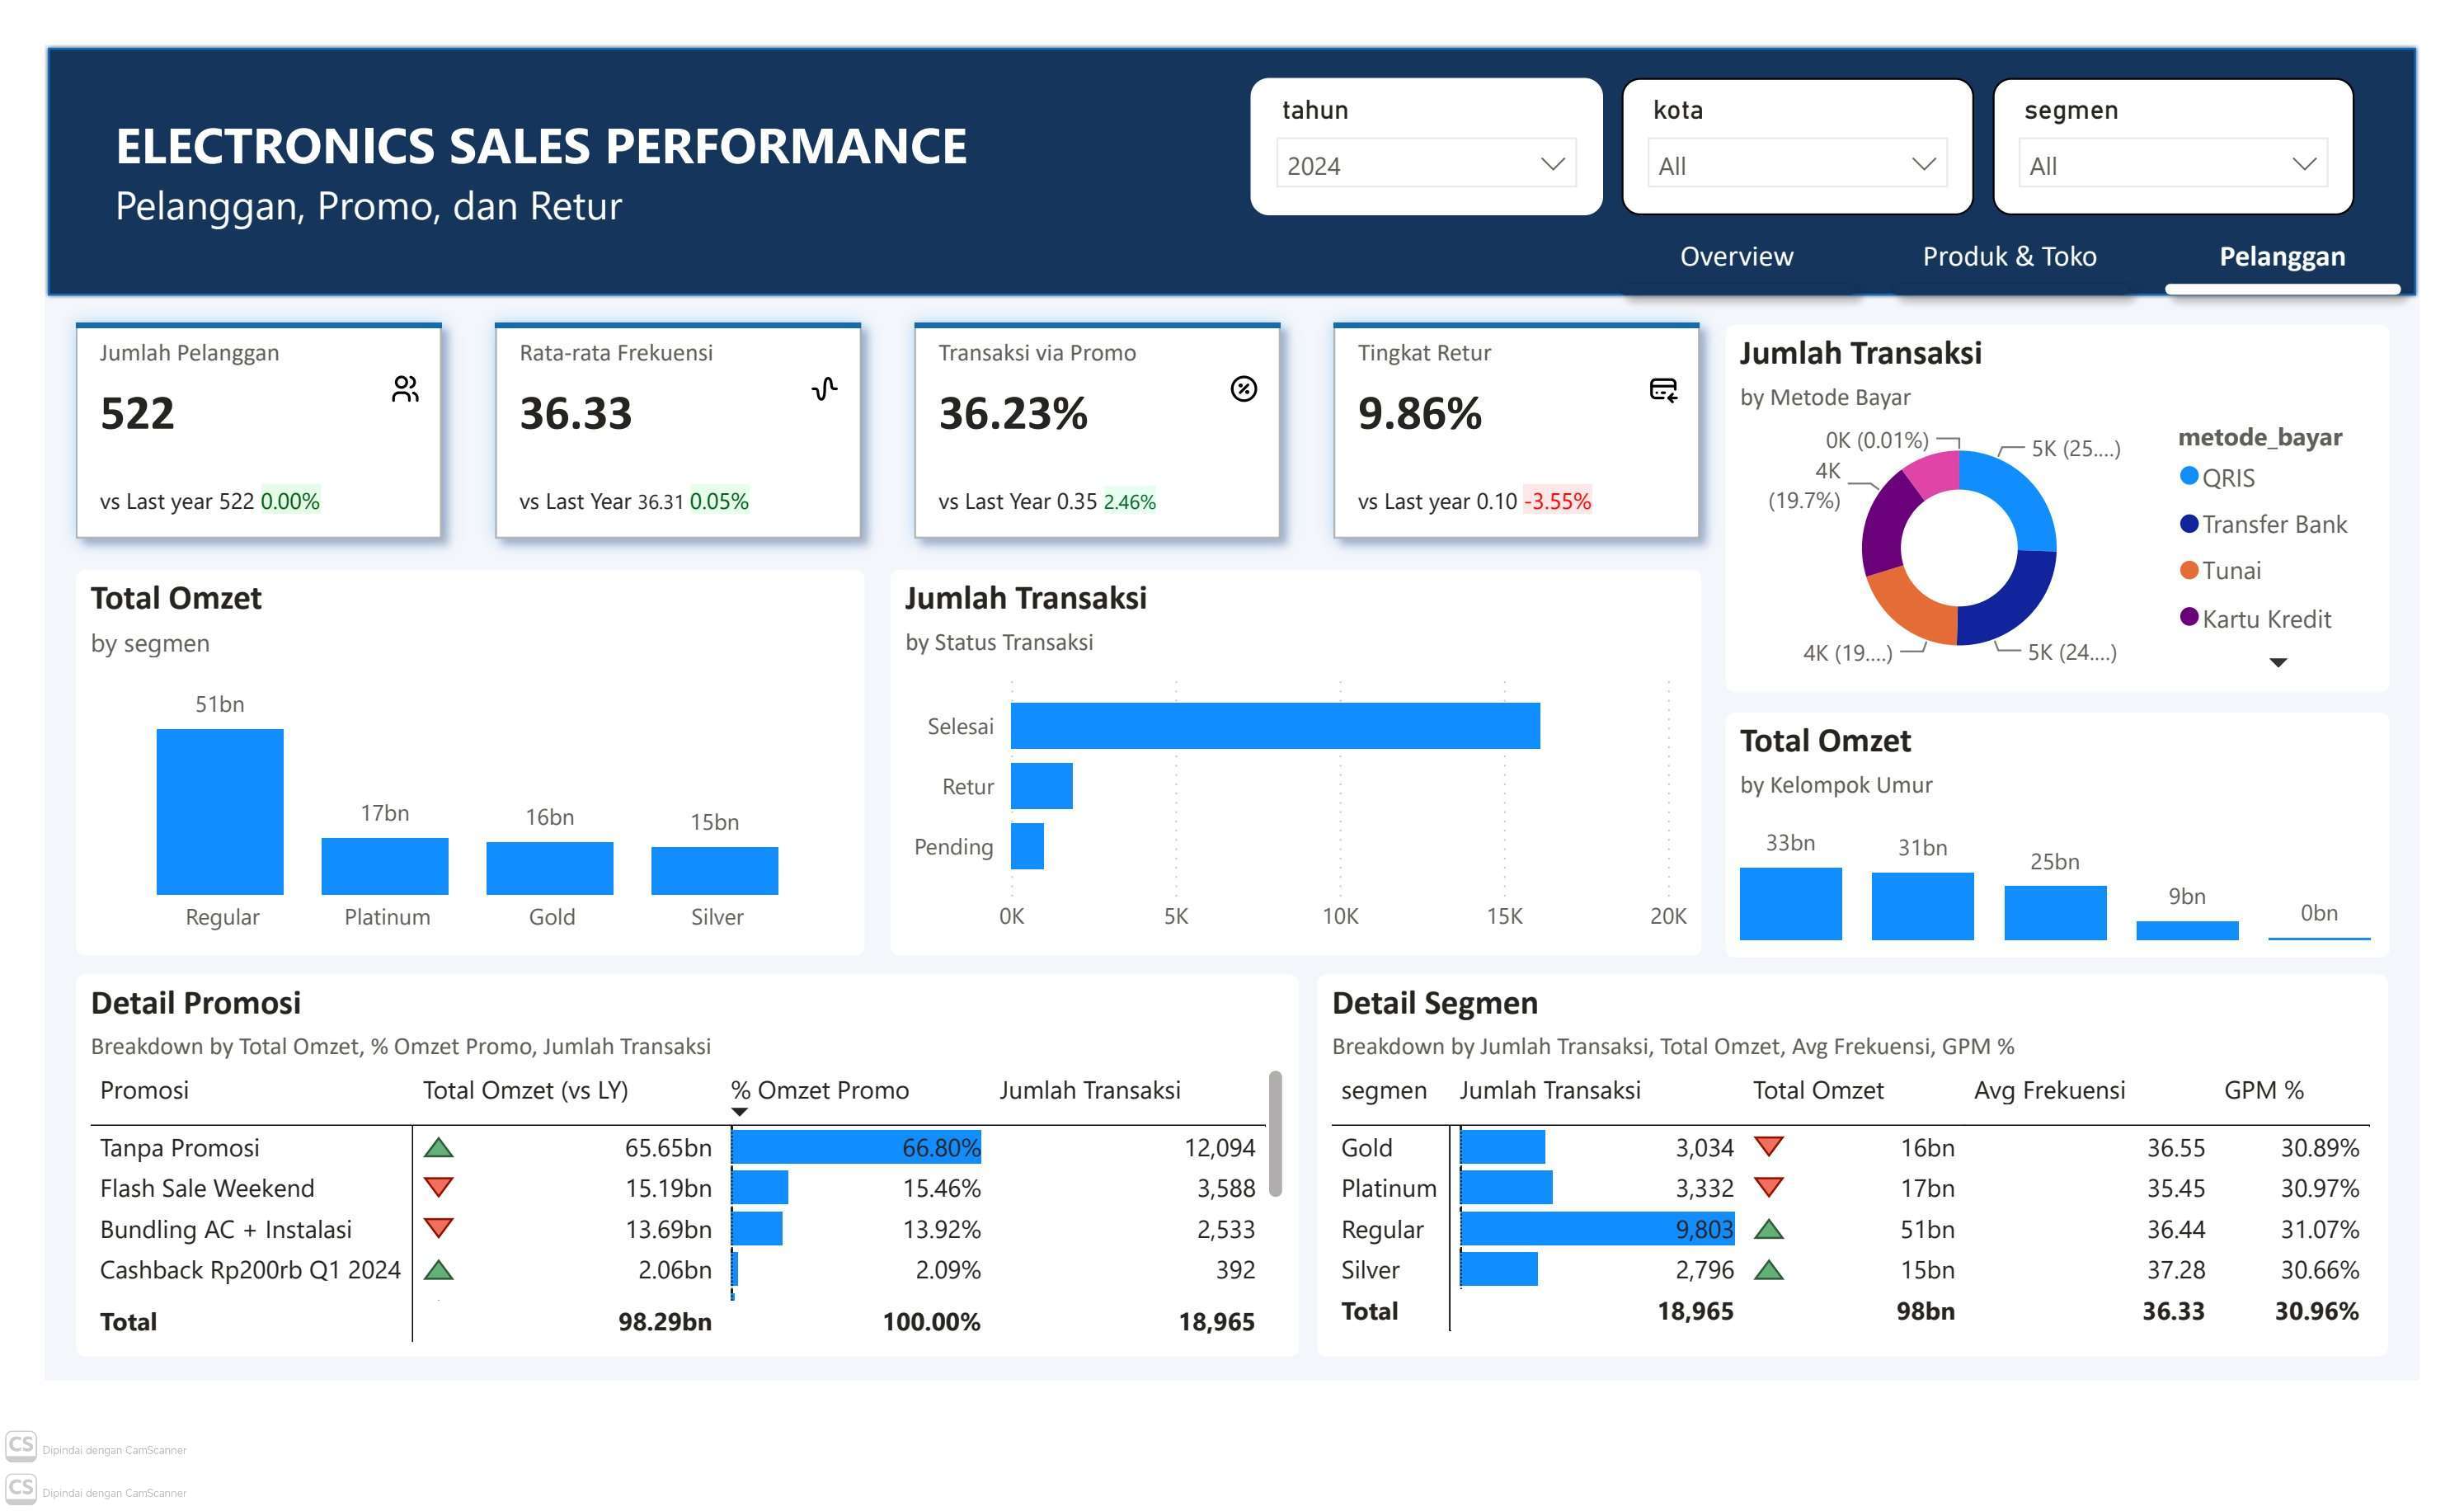 ELECTRONICS SALES PERFORMANCE
Pelanggan, Promo, dan Retur
tahun
2024
kota
All
segmen
All
Overview
Produk & Toko
Pelanggan
Jumlah Pelanggan
522
vs Last year 522 0.00%
Rata-rata Frekuensi
36.33
vs Last Year 36.31 0.05%
Transaksi via Promo
36.23%
vs Last Year 0.35 2.46%
Tingkat Retur
9.86%
vs Last year 0.10 -3.55%
Jumlah Transaksi
by Metode Bayar
0K (0.01%)
5K (25....)
4K
(19.7%)
4K (19....)
5K (24....)
metode_bayar
QRIS
Transfer Bank
Tunai
Kartu Kredit
Total Omzet
by segmen
51bn
17bn
16bn
15bn
Regular
Platinum
Gold
Silver
Jumlah Transaksi
by Status Transaksi
Selesai
Retur
Pending
0K
5K
10K
15K
20K
Total Omzet
by Kelompok Umur
33bn
31bn
25bn
9bn
0bn
Detail Promosi
Breakdown by Total Omzet, % Omzet Promo, Jumlah Transaksi
Promosi Total Omzet (vs LY) % Omzet Promo Jumlah Transaksi
Tanpa Promosi 65.65bn 66.80% 12,094
Flash Sale Weekend 15.19bn 15.46% 3,588
Bundling AC + Instalasi 13.69bn 13.92% 2,533
Cashback Rp200rb Q1 2024 2.06bn 2.09% 392
Total 98.29bn 100.00% 18,965
Detail Segmen
Breakdown by Jumlah Transaksi, Total Omzet, Avg Frekuensi, GPM %
segmen Jumlah Transaksi Total Omzet Avg Frekuensi GPM %
Gold 3,034 16bn 36.55 30.89%
Platinum 3,332 17bn 35.45 30.97%
Regular 9,803 51bn 36.44 31.07%
Silver 2,796 15bn 37.28 30.66%
Total 18,965 98bn 36.33 30.96%
CS Dipindai dengan CamScanner
CS Dipindai dengan CamScanner